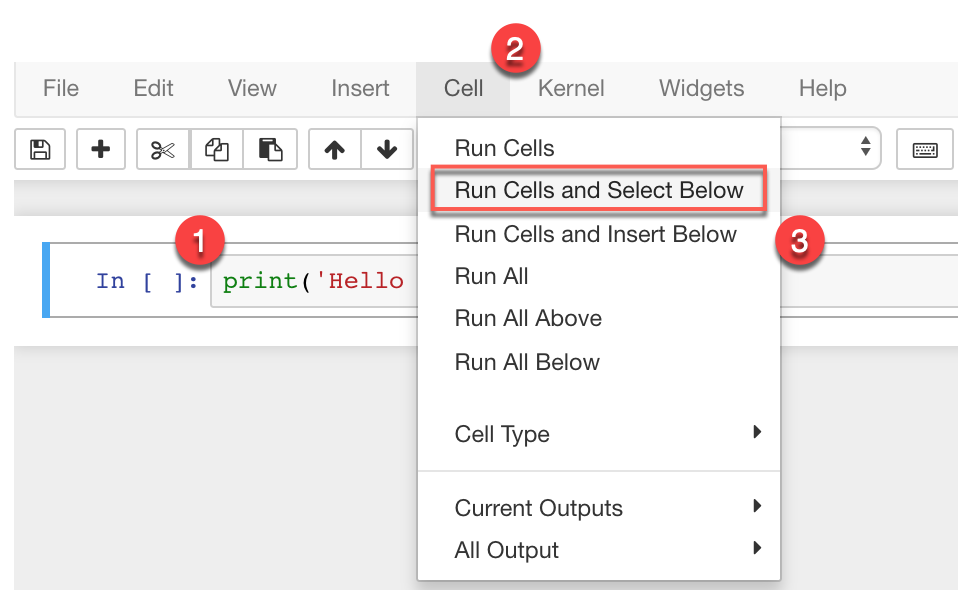 2
File Edit View Insert Cell Kernel Widgets Help
Run Cells
Run Cells and Select Below
1
Run Cells and Insert Below
3
In [ ]: print('Hello
Run All
Run All Above
Run All Below
Cell Type
Current Outputs
All Output